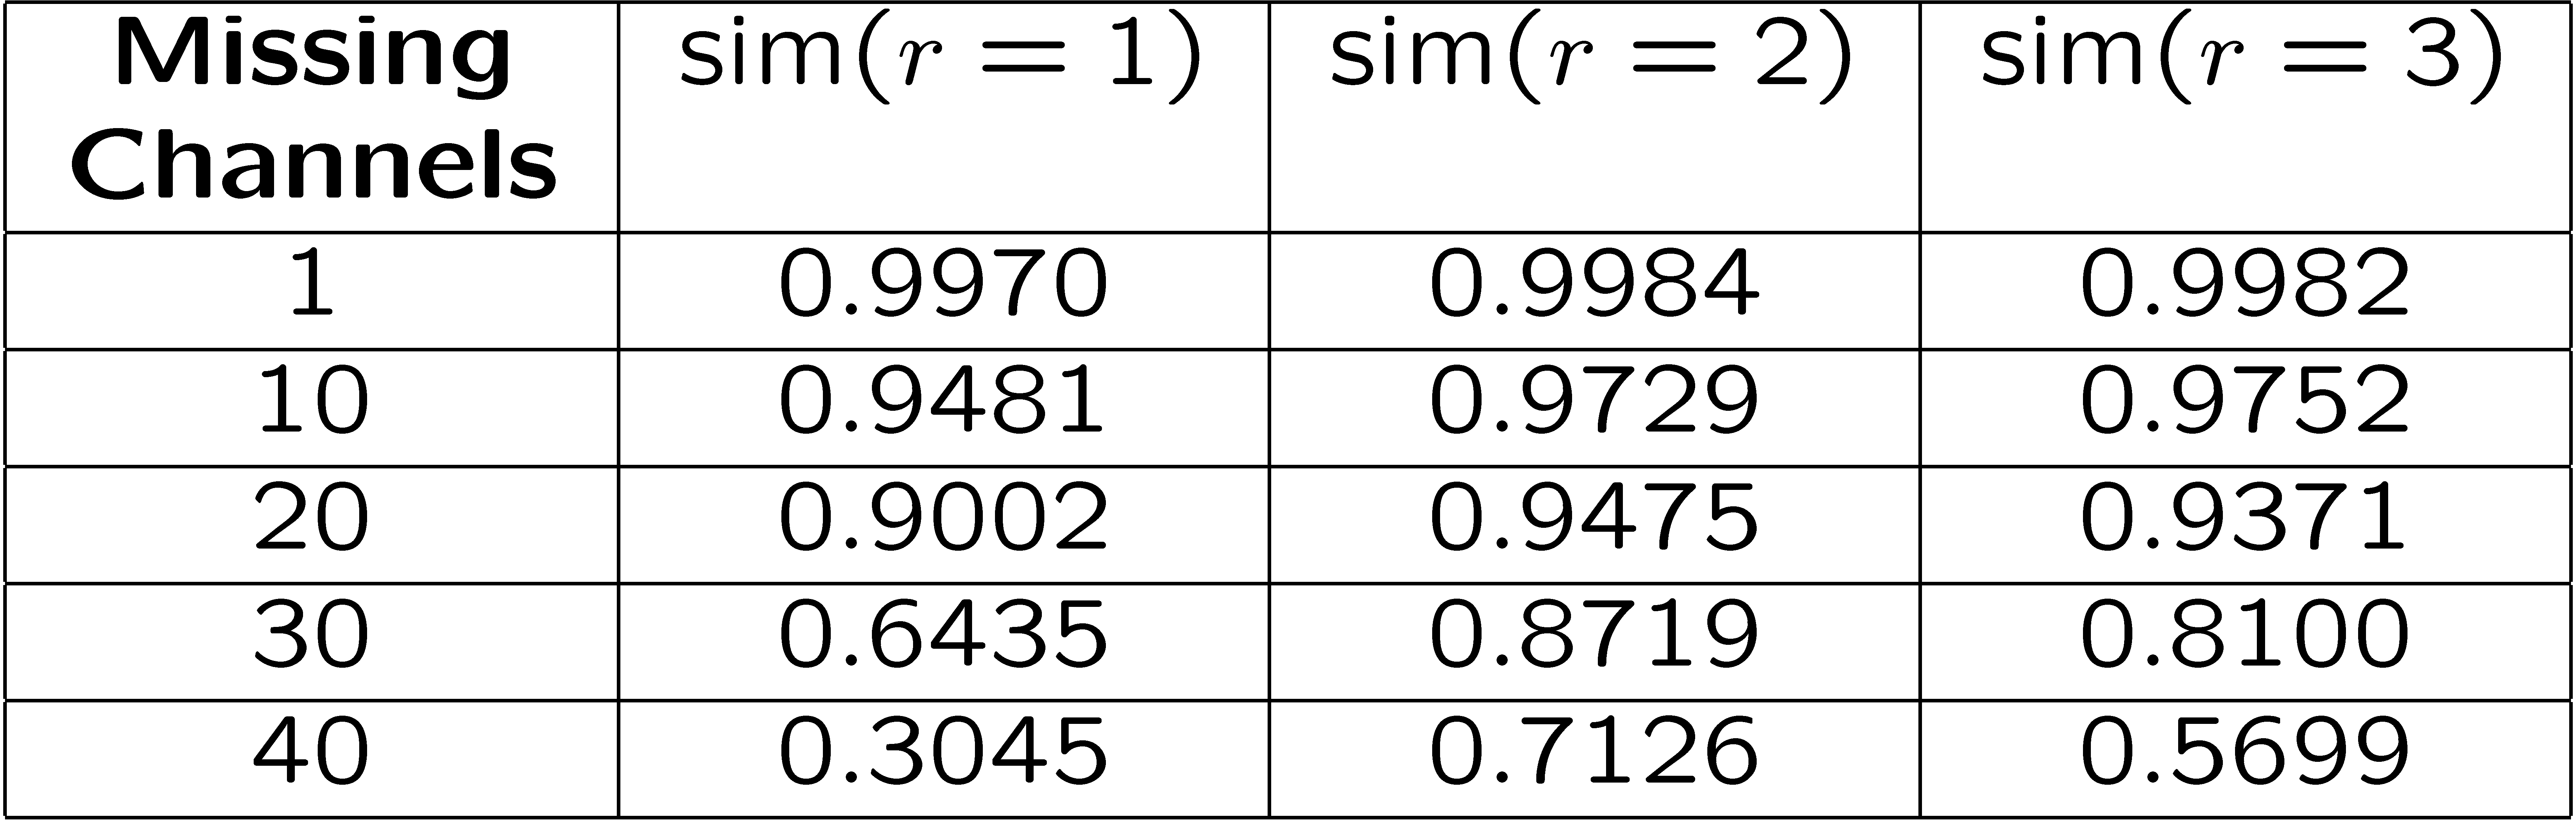 Missing Channels sim(r = 1) sim(r = 2) sim(r = 3)
1 0.9970 0.9984 0.9982
10 0.9481 0.9729 0.9752
20 0.9002 0.9475 0.9371
30 0.6435 0.8719 0.8100
40 0.3045 0.7126 0.5699